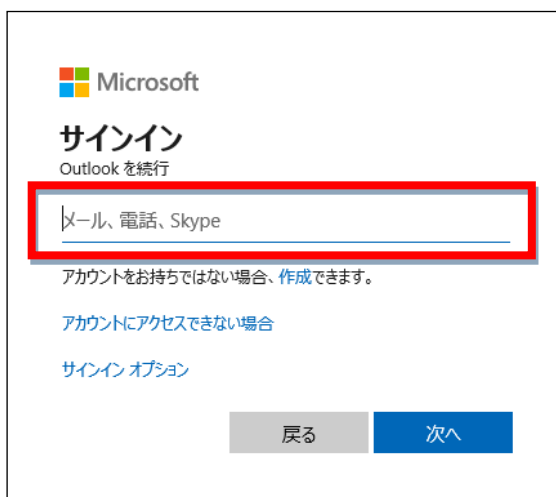 Microsoft
サインイン
Outlook を続行
メール、電話、Skype
アカウントをお持ちではない場合、作成できます。
アカウントにアクセスできない場合
サインイン オプション
戻る
次へ